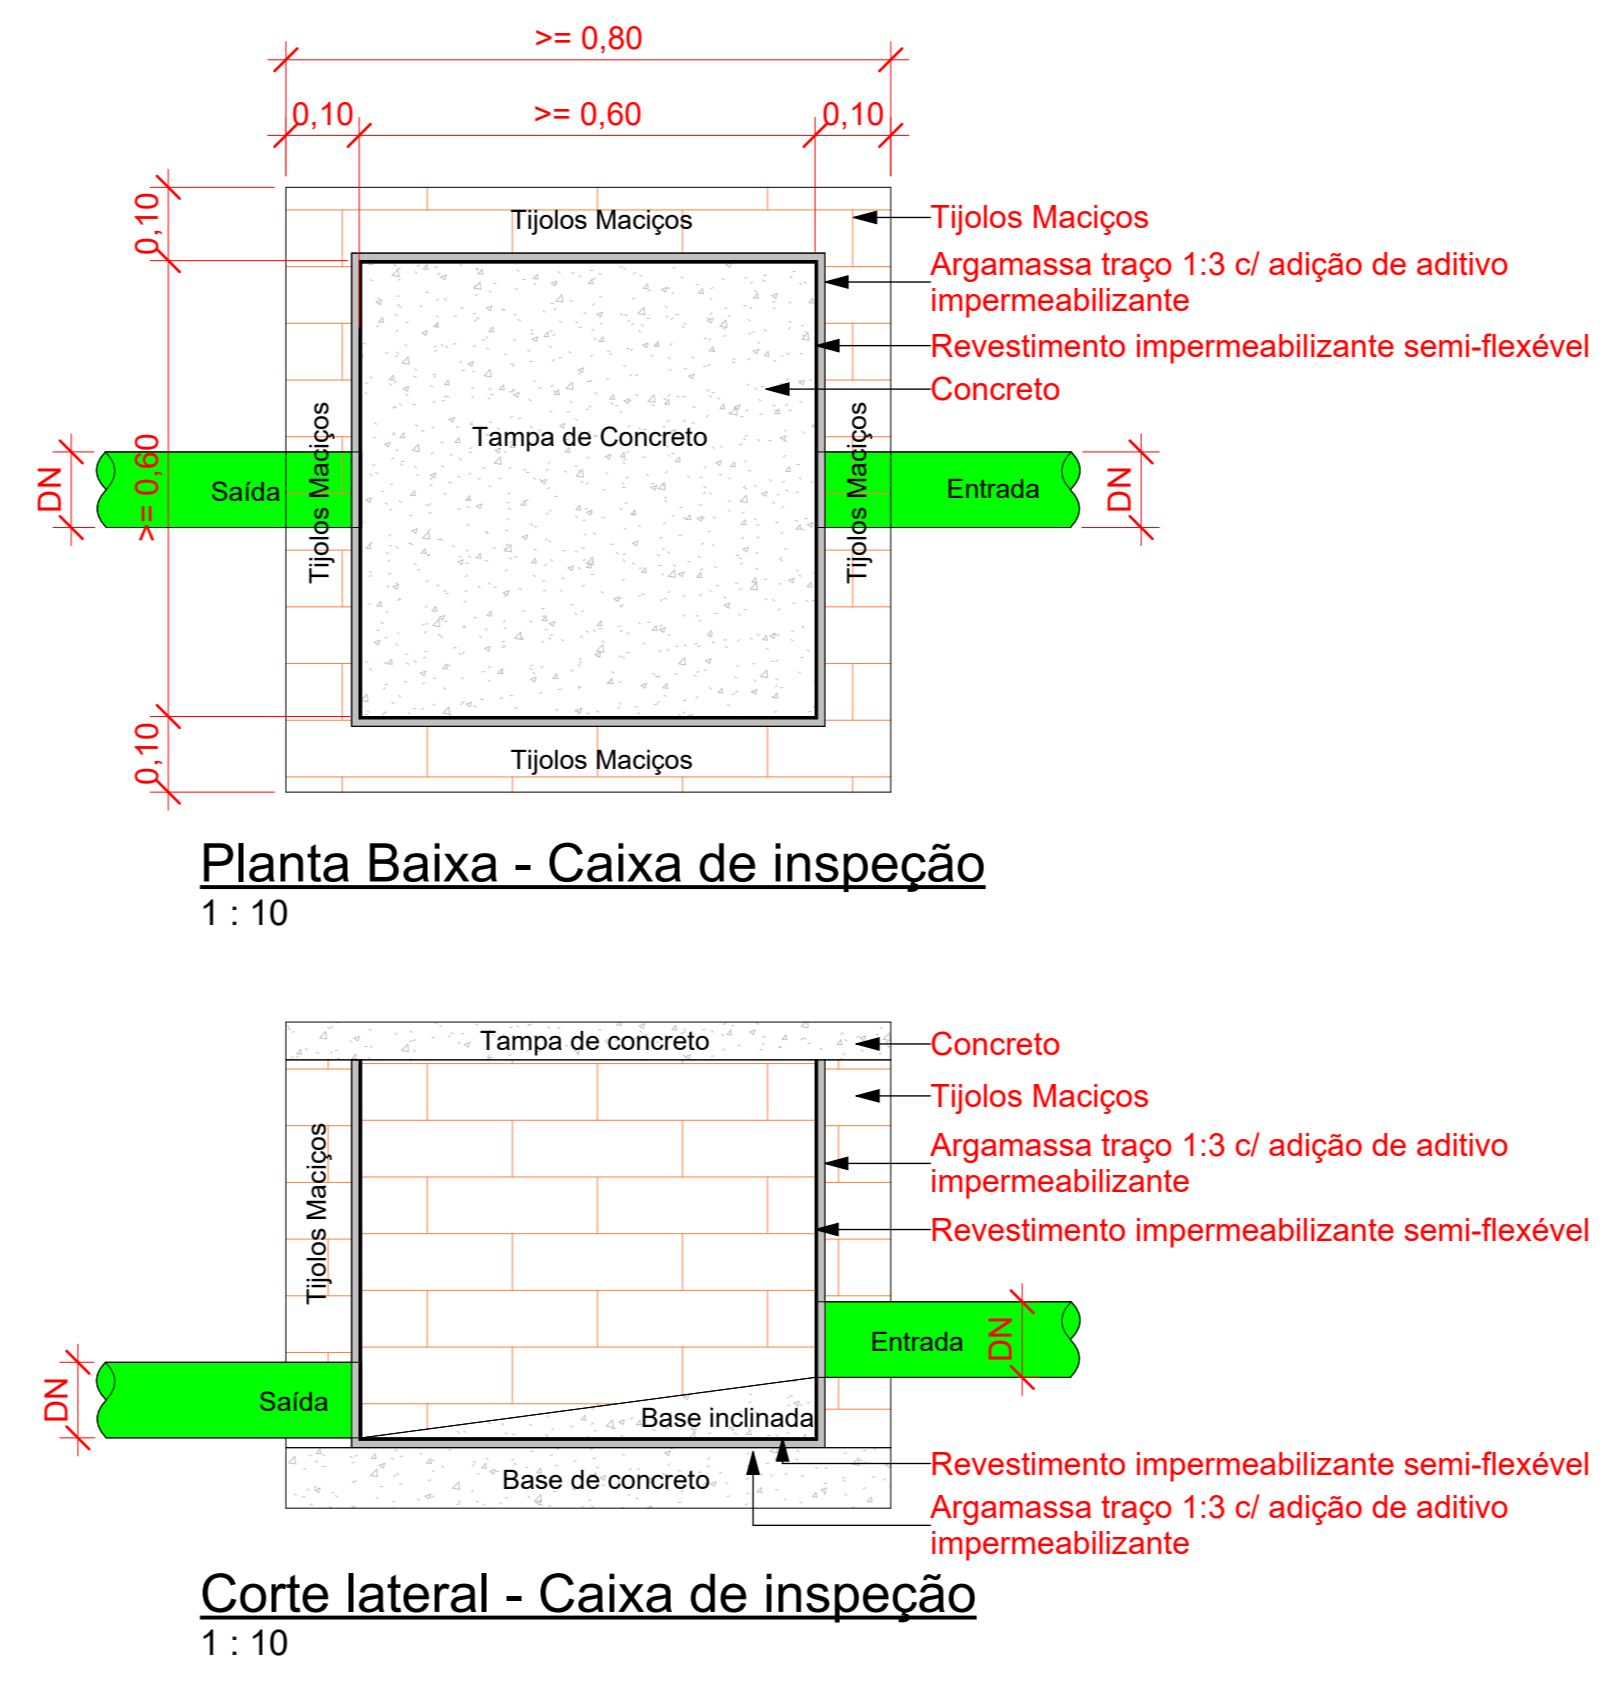 >= 0,80
0,10
>= 0,60
0,10
0,10
Tijolos Maciços
Tijolos Maciços
Argamassa traço 1:3 c/ adição de aditivo
impermeabilizante
Revestimento impermeabilizante semi-flexével
Concreto
Tampa de Concreto
Tijolos Maciços
Tijolos Maciços
>= 0,60
DN
Saída
Entrada
DN
0,10
Tijolos Maciços
Planta Baixa - Caixa de inspeção
1 : 10
Tampa de concreto
Concreto
Tijolos Maciços
Tijolos Maciços
Argamassa traço 1:3 c/ adição de aditivo
impermeabilizante
Revestimento impermeabilizante semi-flexével
Entrada
DN
DN
Saída
Base inclinada
Base de concreto
Revestimento impermeabilizante semi-flexével
Argamassa traço 1:3 c/ adição de aditivo
impermeabilizante
Corte lateral - Caixa de inspeção
1 : 10